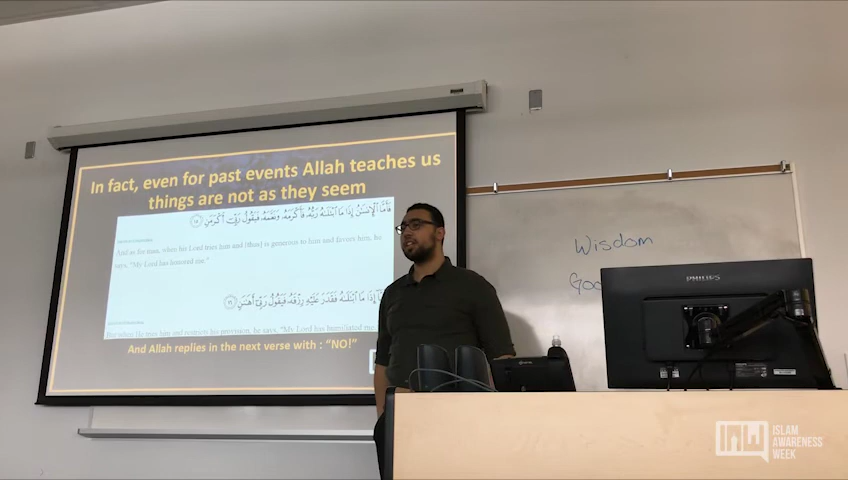 In fact, even for past events Allah teaches us
things are not as they seem
فَأَمَّا ٱلْإِنسَٰنُ إِذَا مَا ٱبْتَلَىٰهُ رَبُّهُۥ فَأَكْرَمَهُۥ وَنَعَّمَهُۥ فَيَقُولُ رَبِّىٓ أَكْرَمَنِ ١٥
And as for man, when his Lord tries him and [thus] is generous to him and favors him, he
says, "My Lord has honored me."
إِذَا مَا ٱبْتَلَىٰهُ فَقَدَرَ عَلَيْهِ رِزْقَهُۥ فَيَقُولُ رَبِّىٓ أَهَٰنَنِ ١٦
But when He tries him and restricts his provision, he says, "My Lord has humiliated me
And Allah replies in the next verse with : "NO!"
Wisdom
PHILIPS
ISLAM
AWARENESS
WEEK